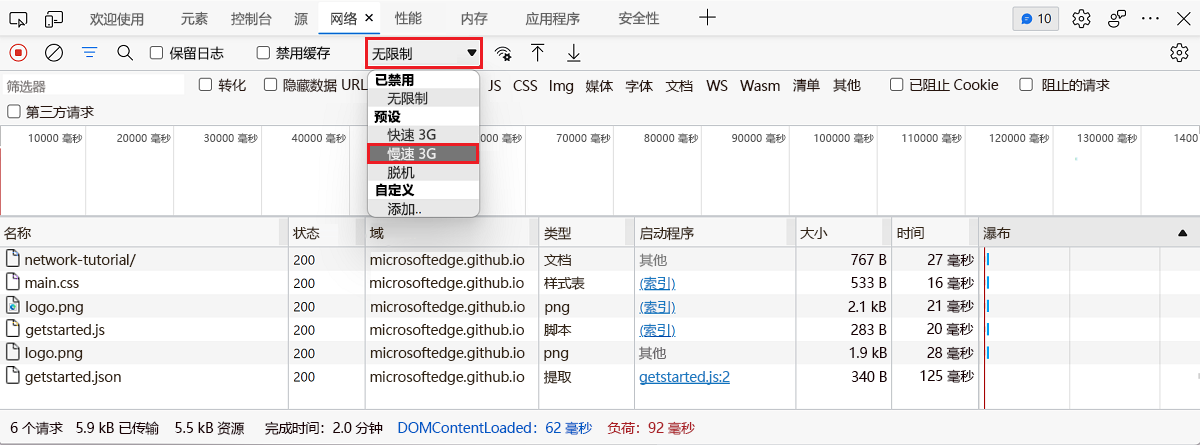 欢迎使用 元素 控制台 源 网络 × 性能 内存 应用程序 安全性 + 10
保留日志 禁用缓存 无限制
筛选器 转化 隐藏数据 URL JS CSS Img 媒体 字体 文档 WS Wasm 清单 其他 已阻止 Cookie 阻止的请求
第三方请求
已禁用
无限制
预设
快速 3G
慢速 3G
脱机
自定义
添加..
10000 毫秒 20000 毫秒 30000 毫秒 40000 毫秒 毫秒 70000 毫秒 80000 毫秒 90000 毫秒 100000 毫秒 110000 毫秒 120000 毫秒 130000 毫秒 1400
名称 状态 域 类型 启动程序 大小 时间 瀑布
network-tutorial/ 200 microsoftedge.github.io 文档 其他 767 B 27 毫秒
main.css 200 microsoftedge.github.io 样式表 (索引) 533 B 16 毫秒
logo.png 200 microsoftedge.github.io png (索引) 2.1 kB 21 毫秒
getstarted.js 200 microsoftedge.github.io 脚本 (索引) 283 B 20 毫秒
logo.png 200 microsoftedge.github.io png 其他 1.9 kB 28 毫秒
getstarted.json 200 microsoftedge.github.io 提取 getstarted.js:2 340 B 125 毫秒
6 个请求 5.9 kB 已传输 5.5 kB 资源 完成时间：2.0 分钟 DOMContentLoaded：62 毫秒 负荷：92 毫秒